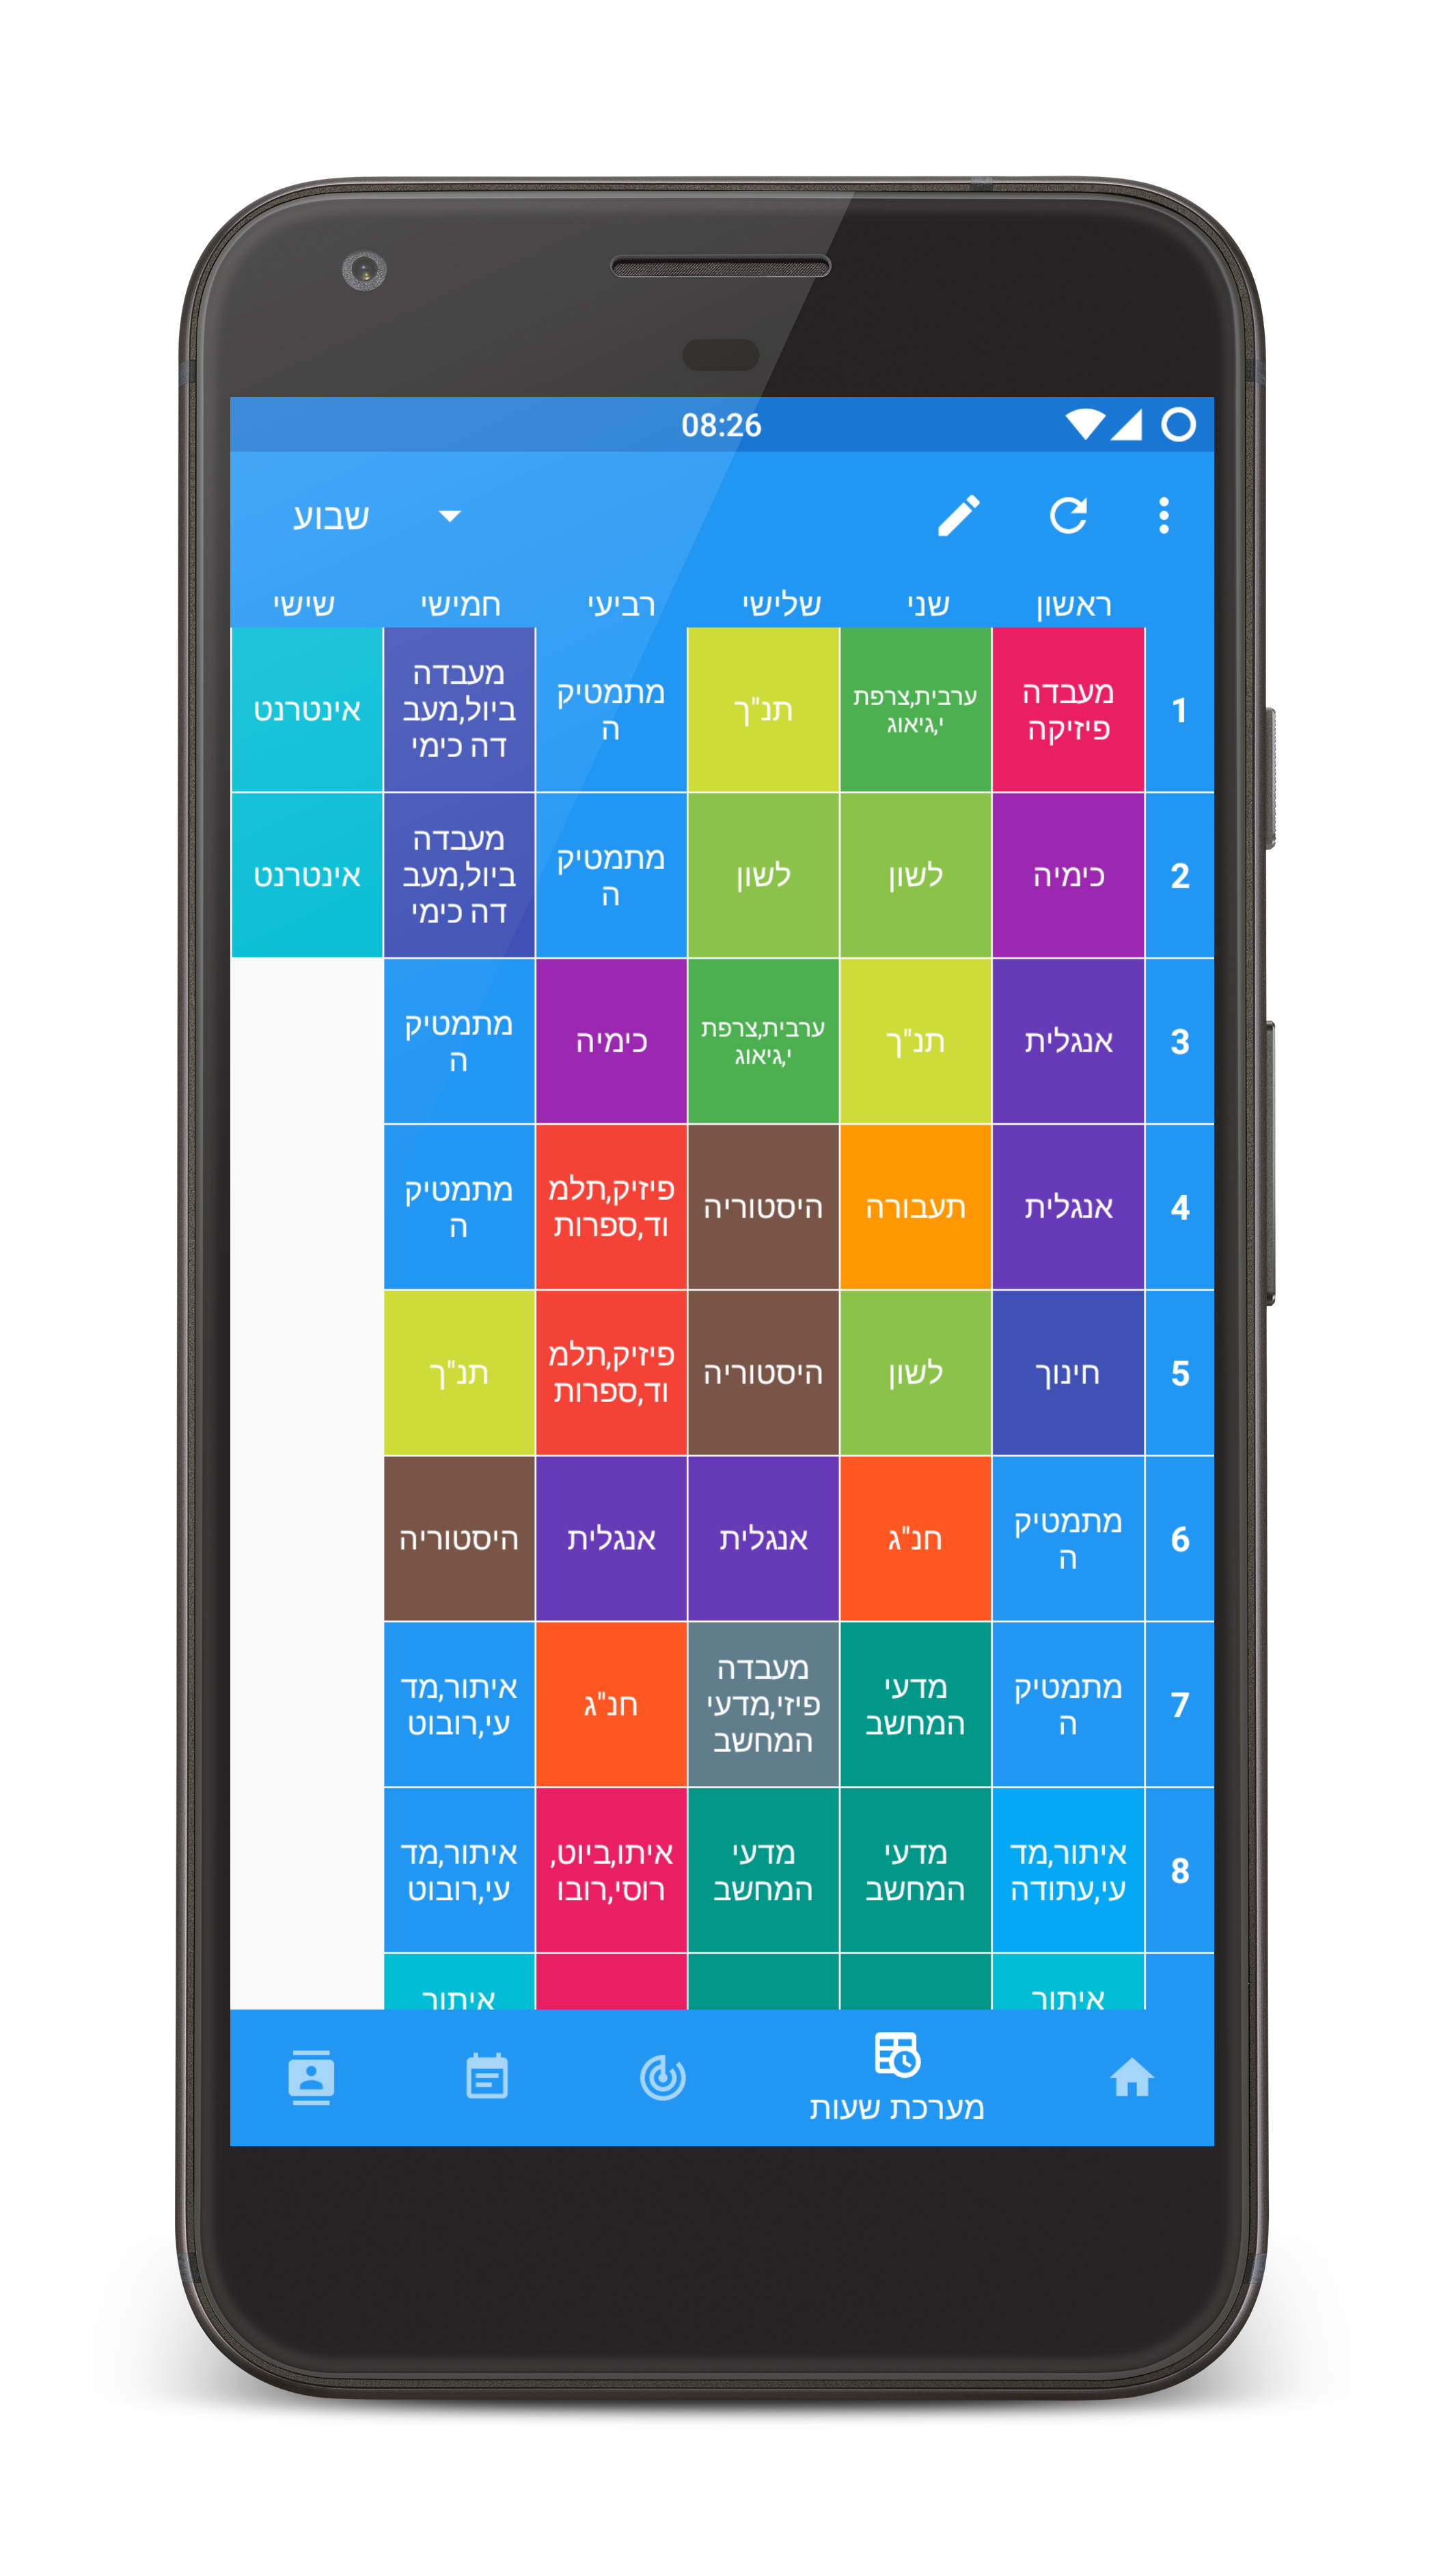 08:26
שבוע
ראשון
שני
שלישי
רביעי
חמישי
שישי
1
מעבדה
פיזיקה
ערבית,צרפת
י,גיאוג
תנ"ך
מתמטיק
ה
מעבדה
ביול,מעב
דה כימי
אינטרנט
2
כימיה
לשון
לשון
מתמטיק
ה
מעבדה
ביול,מעב
דה כימי
אינטרנט
3
אנגלית
תנ"ך
ערבית,צרפת
י,גיאוג
כימיה
מתמטיק
ה
4
אנגלית
תעבורה
היסטוריה
פיזיק,תלמ
וד,ספרות
מתמטיק
ה
5
חינוך
לשון
היסטוריה
פיזיק,תלמ
וד,ספרות
תנ"ך
6
מתמטיק
ה
חנ"ג
אנגלית
אנגלית
היסטוריה
7
מתמטיק
ה
מדעי
המחשב
מעבדה
פיזי,מדעי
המחשב
חנ"ג
איתור,מד
עי,רובוט
8
איתור,מד
עי,עתודה
מדעי
המחשב
מדעי
המחשב
איתו,ביוט,
רוסי,רובו
איתור,מד
עי,רובוט
איתור
איתור
מערכת שעות